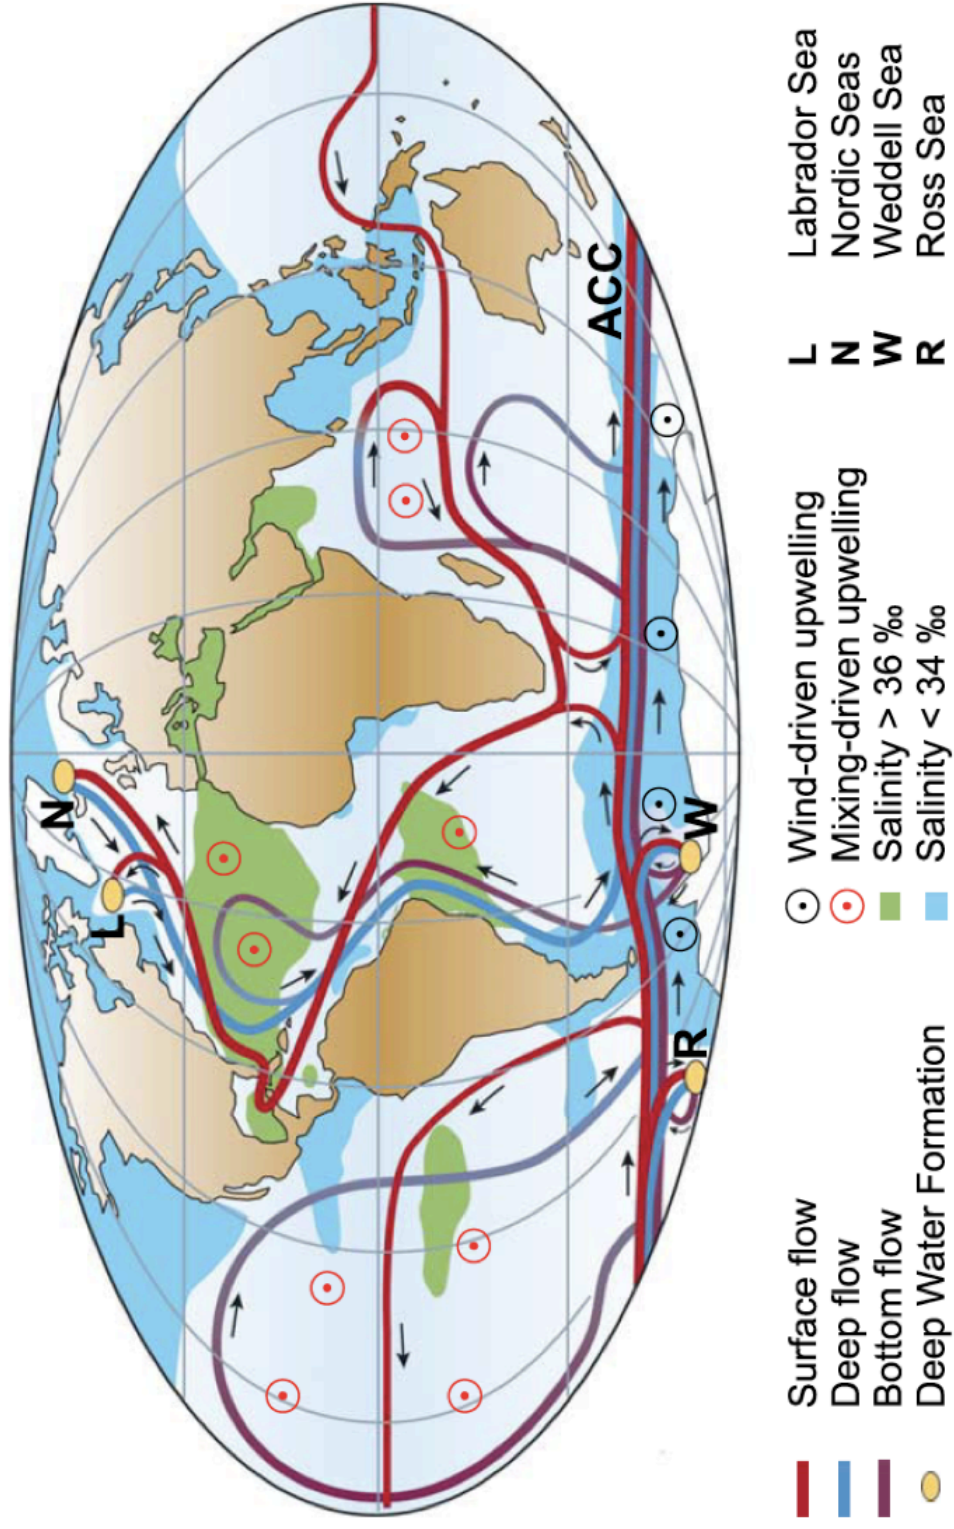 N
L
ACC
W
R
Surface flow
Deep flow
Bottom flow
Deep Water Formation
Wind-driven upwelling
Mixing-driven upwelling
Salinity > 36 ‰
Salinity < 34 ‰
L Labrador Sea
N Nordic Seas
W Weddell Sea
R Ross Sea